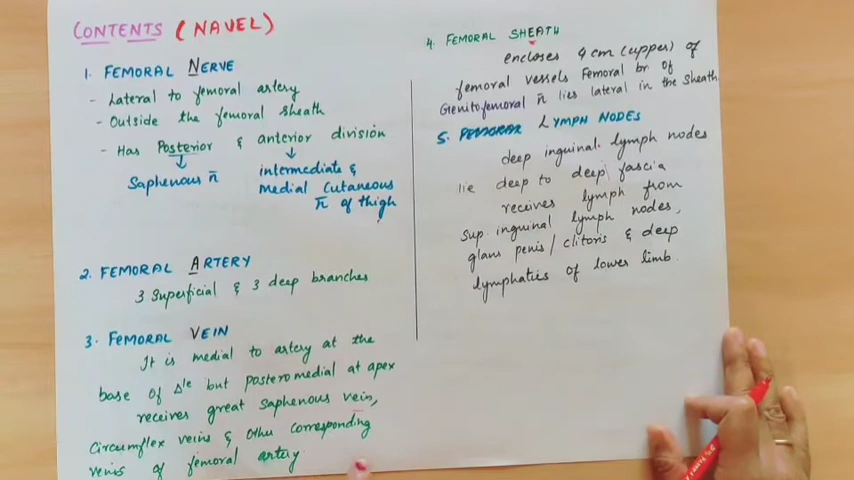 CONTENTS (NAVEL)
1. FEMORAL NERVE
- Lateral to femoral artery
- Outside the femoral sheath
- Has Posterior & anterior division
Saphenous n̄
intermediate &
medial cutaneous
n̄ of thigh
2. FEMORAL ARTERY
3 Superficial & 3 deep branches
3. FEMORAL VEIN
It is medial to artery at the
base of Δle but posteromedial at apex
receives great saphenous vein,
Circumflex veins & other corresponding
veins of femoral artery
4. FEMORAL SHEATH
encloses 4 cm (upper) of
femoral vessels Femoral br of
Genitofemoral n̄ lies lateral in the sheath
5. LYMPH NODES
deep inguinal lymph nodes
lie deep to deep fascia
receives lymph from
sup. inguinal lymph nodes,
glans penis/clitoris & deep
lymphatics of lower limb.